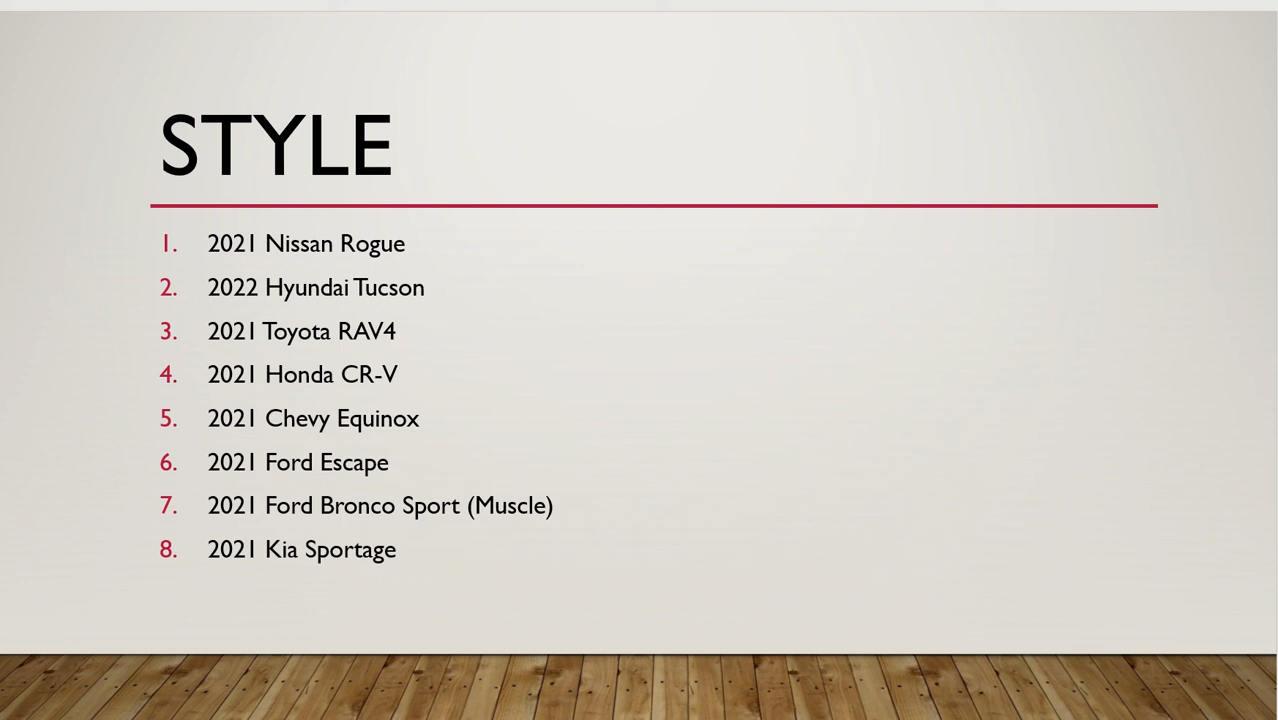 STYLE
1. 2021 Nissan Rogue
2. 2022 Hyundai Tucson
3. 2021 Toyota RAV4
4. 2021 Honda CR-V
5. 2021 Chevy Equinox
6. 2021 Ford Escape
7. 2021 Ford Bronco Sport (Muscle)
8. 2021 Kia Sportage